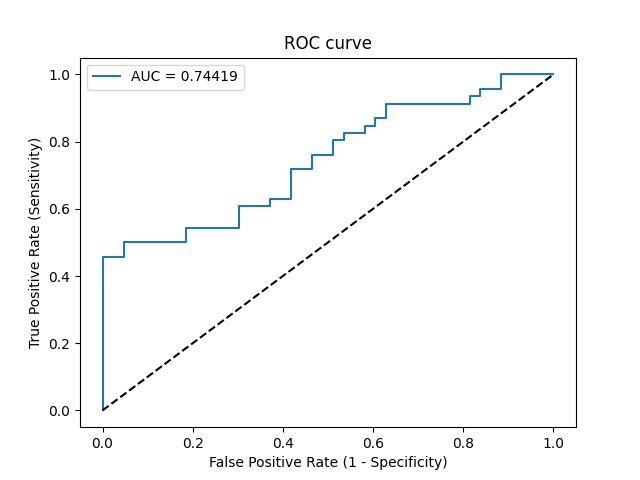 ROC curve
AUC = 0.74419
1.0
0.8
0.6
0.4
0.2
0.0
True Positive Rate (Sensitivity)
0.0 0.2 0.4 0.6 0.8 1.0
False Positive Rate (1 - Specificity)